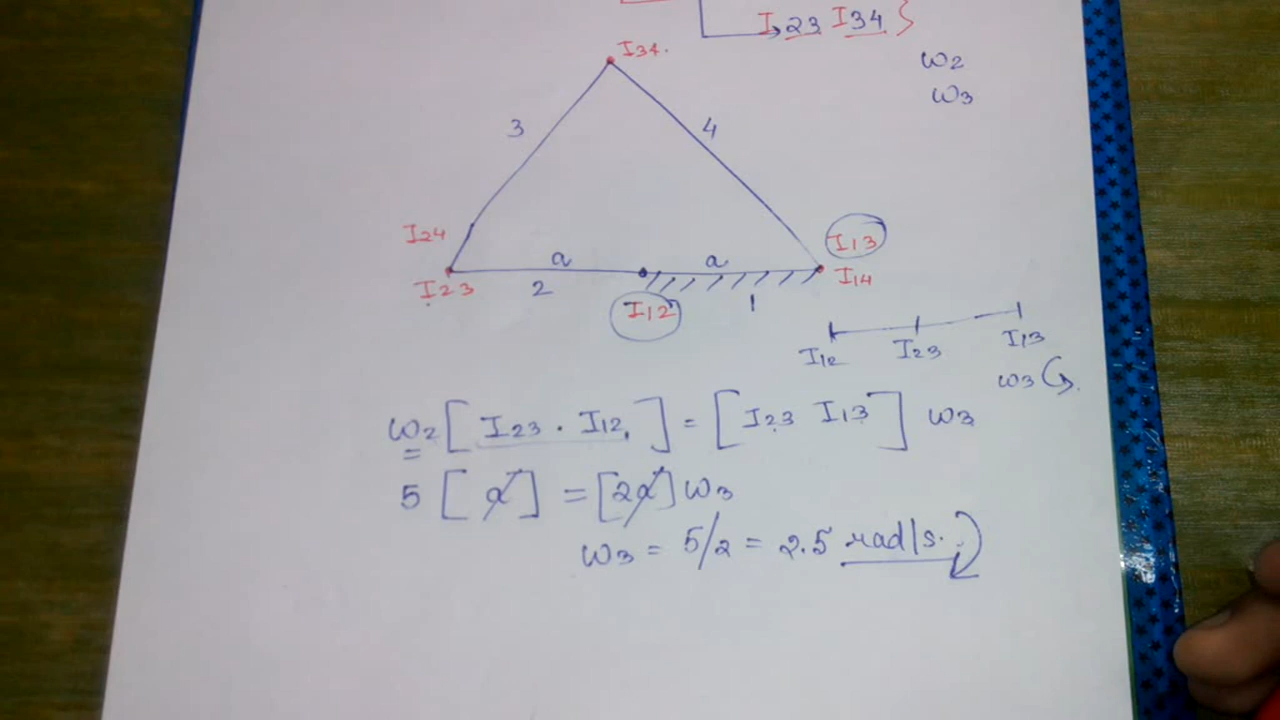 I23 I34 }
ω2
ω3
I34.
3
4
I24
I13
a
a
I23
2
I12
1
I14
I12 I23 I13
ω3
ω2 [ I23 . I12 ] = [ I23 I13 ] ω3
5 [ a ] = [2a] ω3
ω3 = 5/2 = 2.5 rad/s.